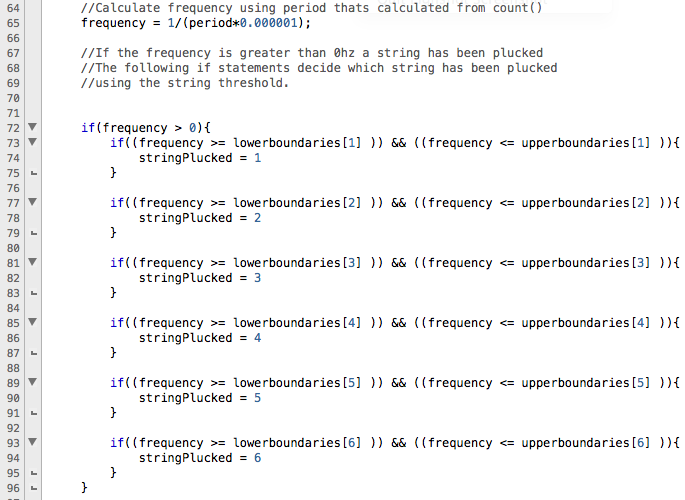 64 //Calculate frequency using period thats calculated from count()
65 frequency = 1/(period*0.000001);
66
67 //If the frequency is greater than 0hz a string has been plucked
68 //The following if statements decide which string has been plucked
69 //using the string threshold.
70
71
72 if(frequency > 0){
73 if((frequency >= lowerboundaries[1] )) && ((frequency <= upperboundaries[1] )){
74 stringPlucked = 1
75 }
76
77 if((frequency >= lowerboundaries[2] )) && ((frequency <= upperboundaries[2] )){
78 stringPlucked = 2
79 }
80
81 if((frequency >= lowerboundaries[3] )) && ((frequency <= upperboundaries[3] )){
82 stringPlucked = 3
83 }
84
85 if((frequency >= lowerboundaries[4] )) && ((frequency <= upperboundaries[4] )){
86 stringPlucked = 4
87 }
88
89 if((frequency >= lowerboundaries[5] )) && ((frequency <= upperboundaries[5] )){
90 stringPlucked = 5
91 }
92
93 if((frequency >= lowerboundaries[6] )) && ((frequency <= upperboundaries[6] )){
94 stringPlucked = 6
95 }
96 }